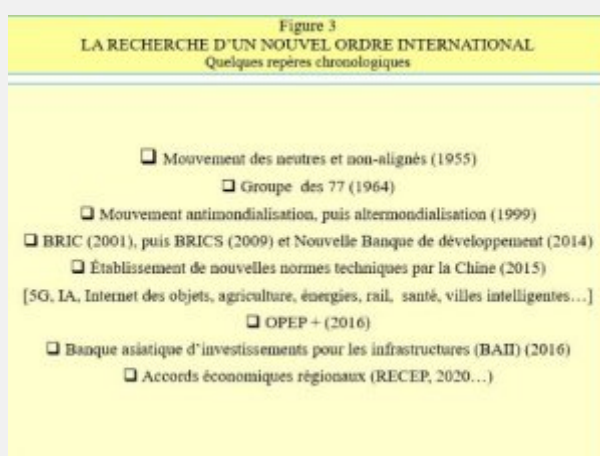 Figure 3
LA RECHERCHE D'UN NOUVEL ORDRE INTERNATIONAL
Quelques repères chronologiques
❑ Mouvement des neutres et non-alignés (1955)
❑ Groupe des 77 (1964)
❑ Mouvement antimondialisation, puis altermondialisation (1999)
❑ BRIC (2001), puis BRICS (2009) et Nouvelle Banque de développement (2014)
❑ Établissement de nouvelles normes techniques par la Chine (2015)
[5G, IA, Internet des objets, agriculture, énergies, rail, santé, villes intelligentes…]
❑ OPEP + (2016)
❑ Banque asiatique d'investissements pour les infrastructures (BAII) (2016)
❑ Accords économiques régionaux (RECEP, 2020…)